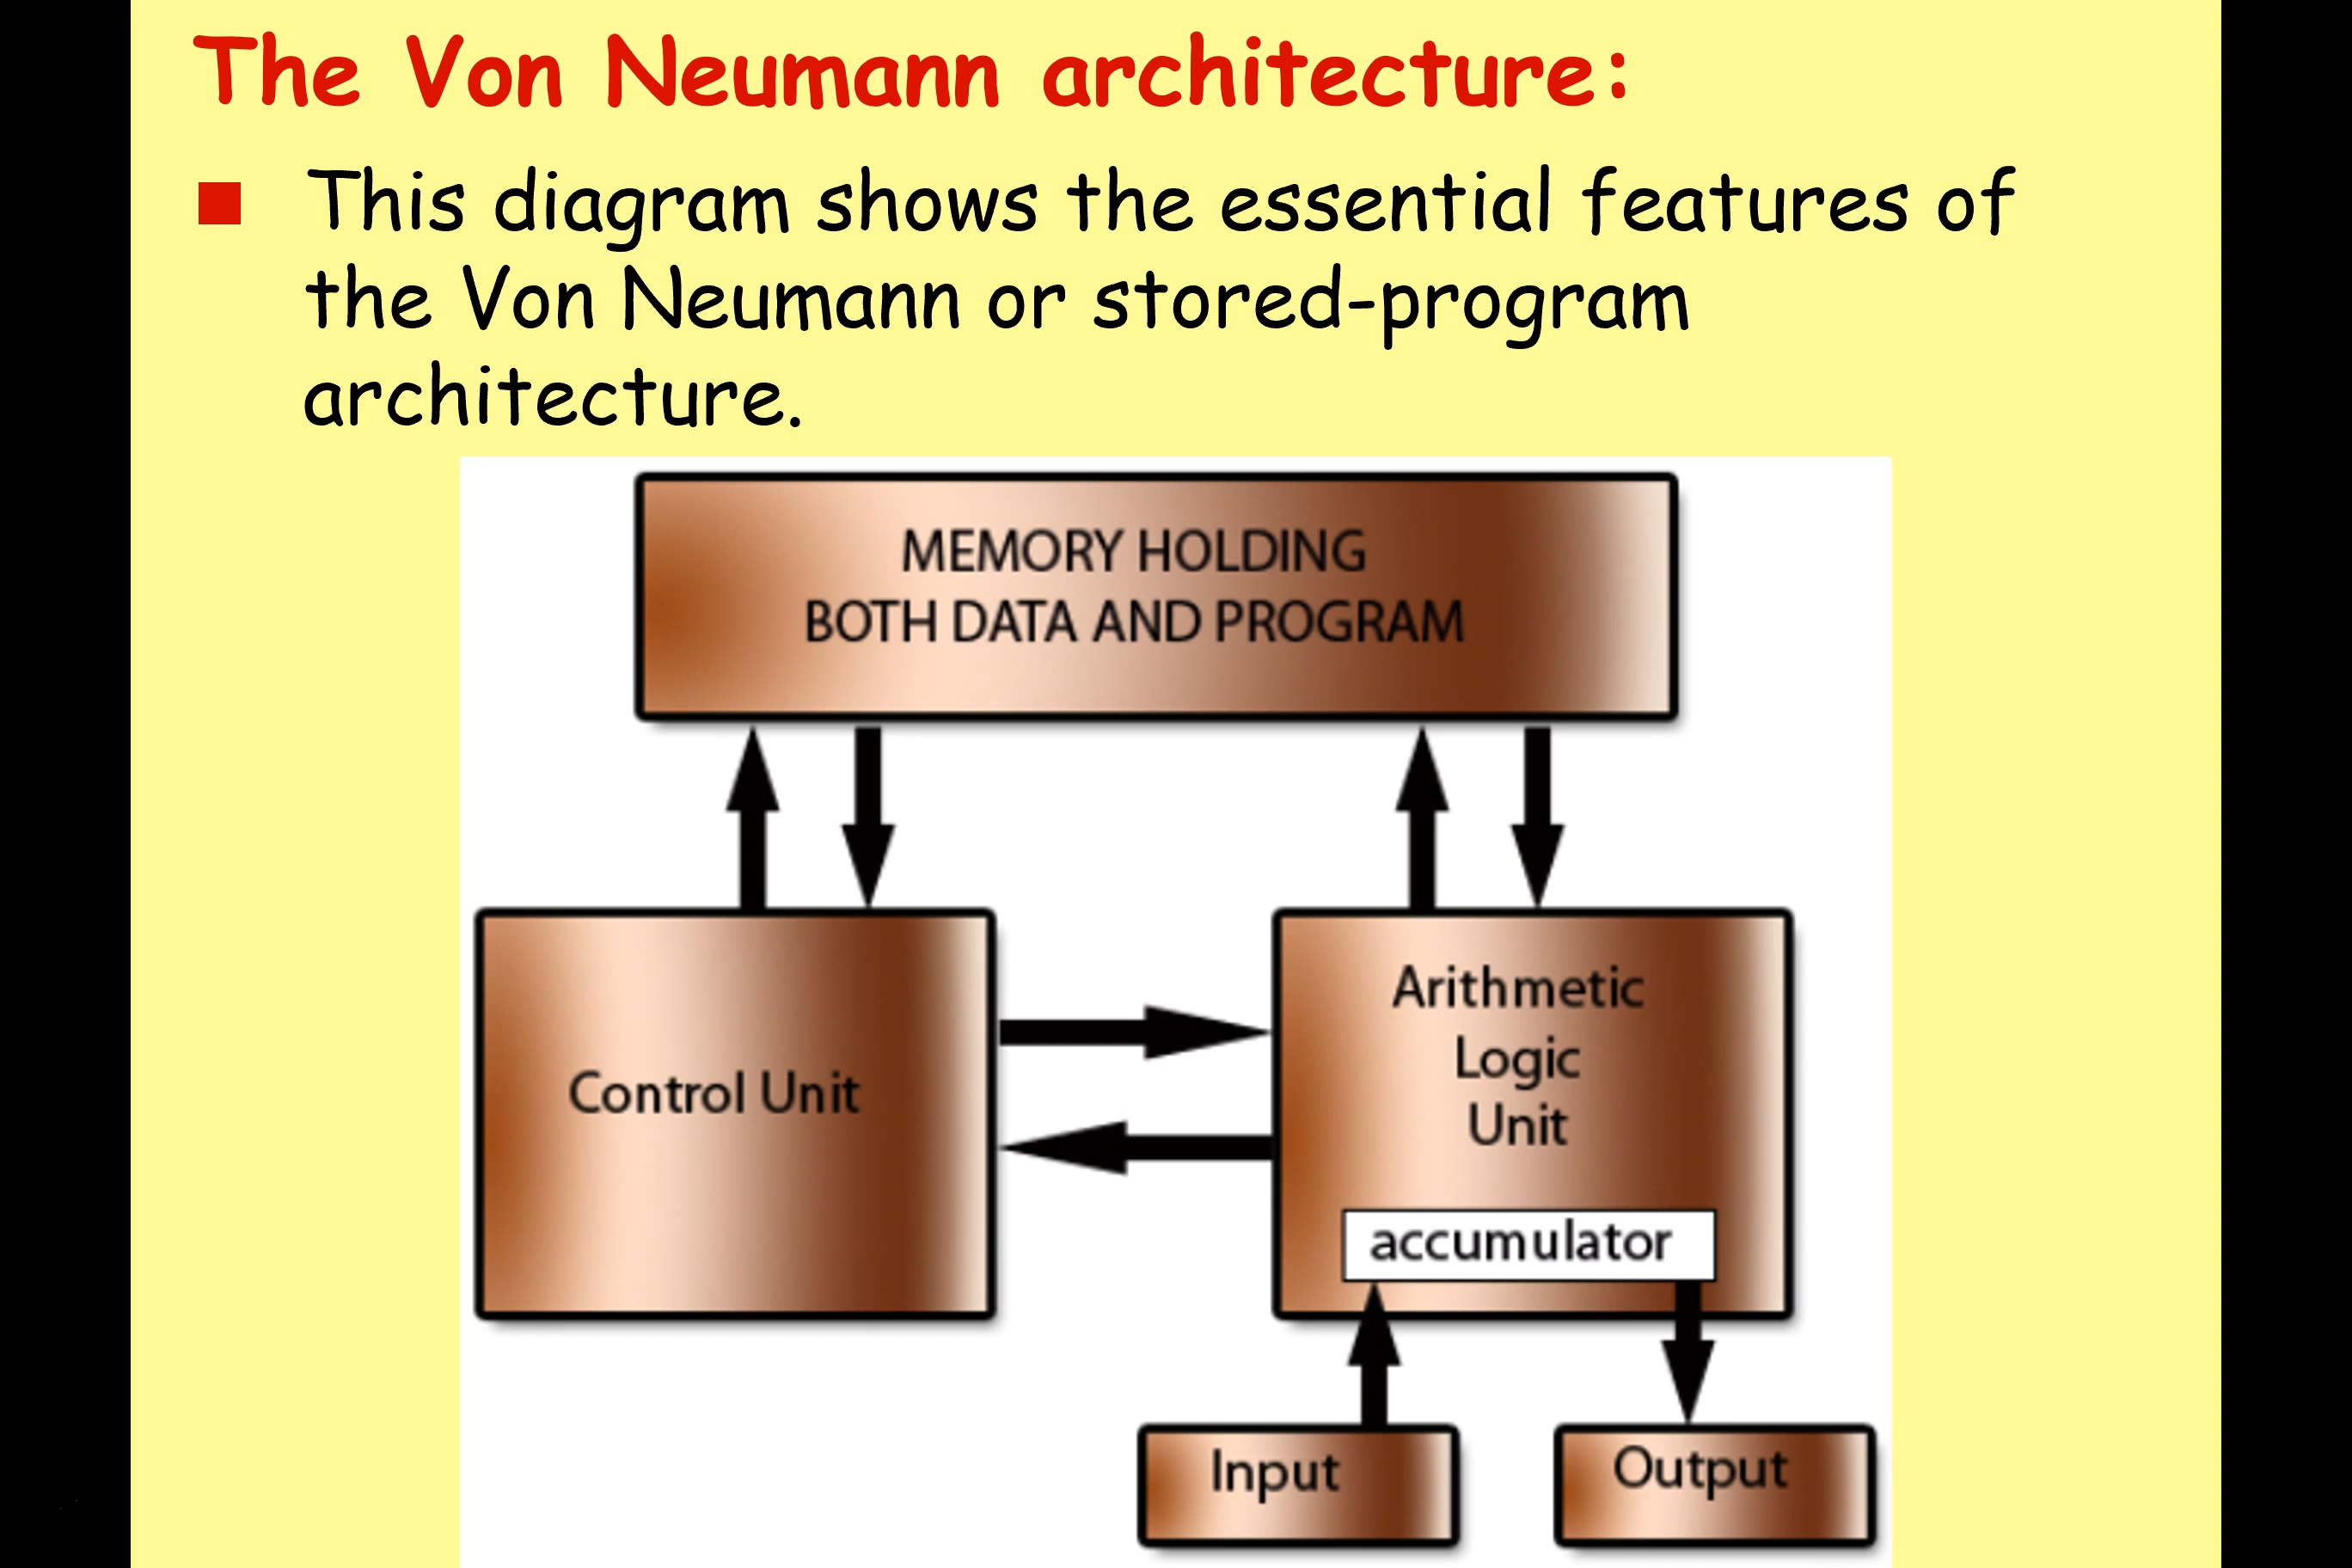 The Von Neumann architecture:
This diagram shows the essential features of
the Von Neumann or stored-program
architecture.
MEMORY HOLDING
BOTH DATA AND PROGRAM
Control Unit
Arithmetic
Logic
Unit
accumulator
Input
Output